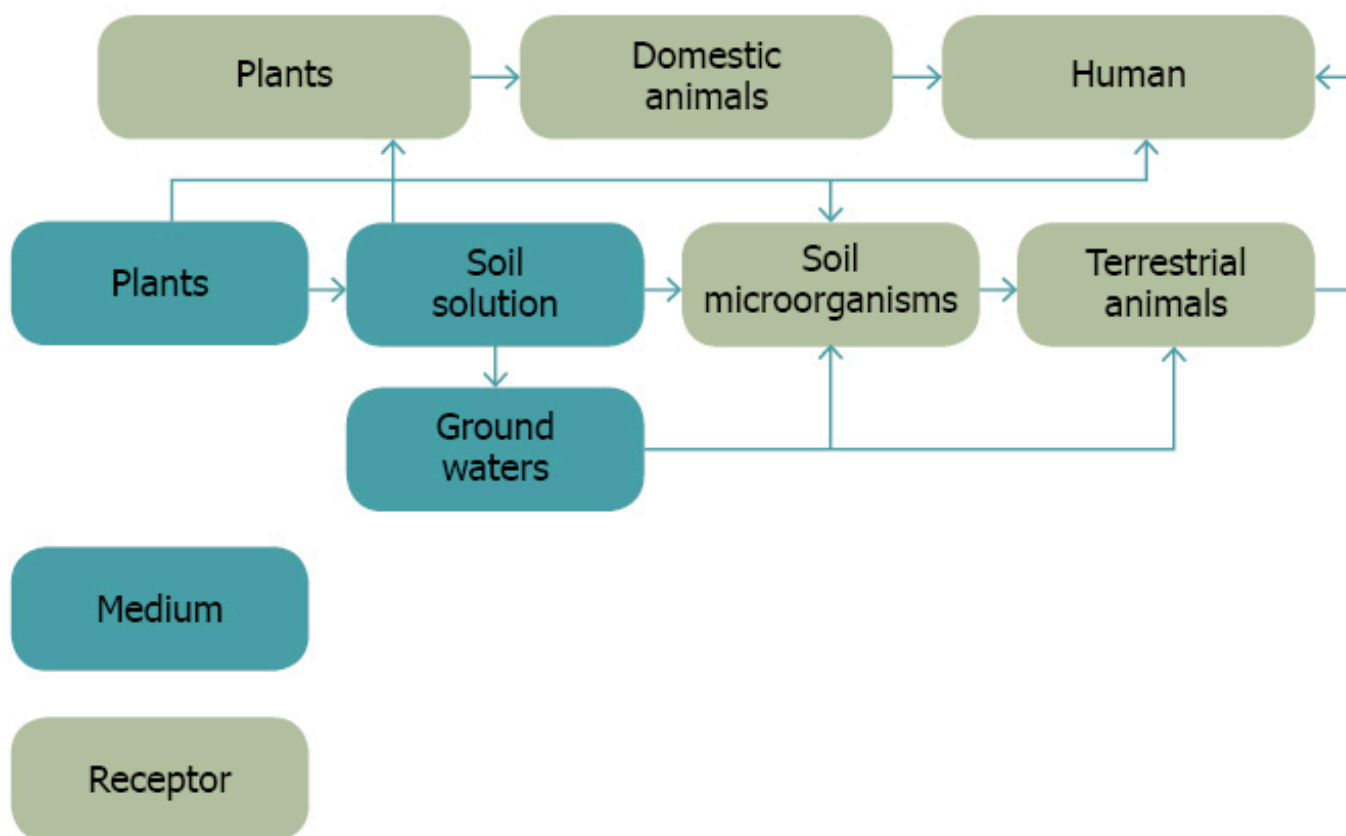 Plants
Domestic
animals
Human
Plants
Soil
solution
Soil
microorganisms
Terrestrial
animals
Ground
waters
Medium
Receptor